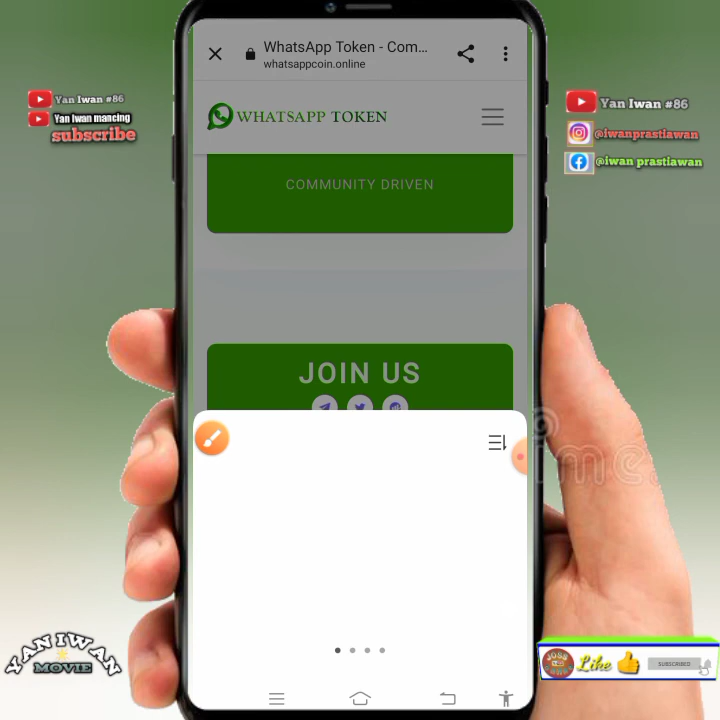 WhatsApp Token - Com...
whatsappcoin.online
WHATSAPP TOKEN
COMMUNITY DRIVEN
JOIN US
Yan Iwan #86
Yan Iwan mancing
subscribe
Yan Iwan #86
@iwanprastiawan
@iwan prastiawan
YAN IWAN
MOVIE
Like
SUBSCRIBED